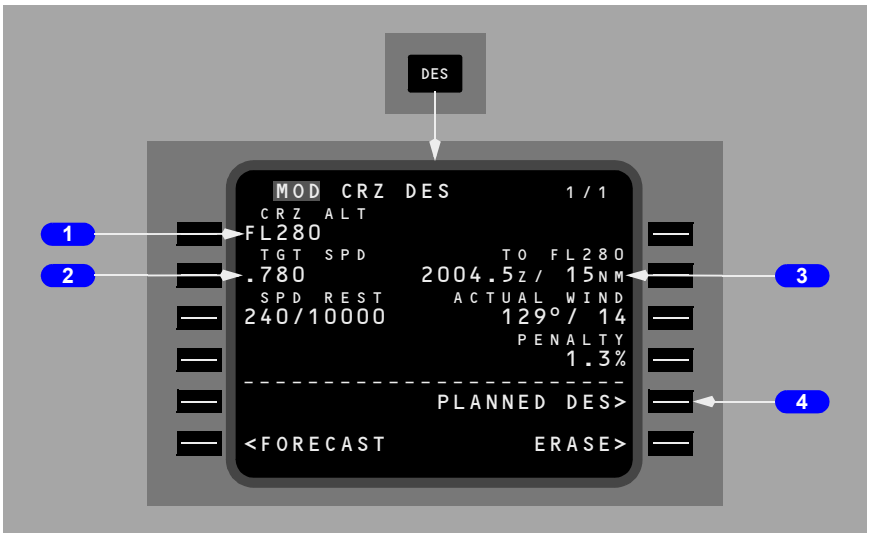 DES
MOD CRZ DES 1/1
CRZ ALT
1 FL280
TGT SPD TO FL280
2 .780 2004.5Z/ 15NM 3
SPD REST ACTUAL WIND
240/10000 129°/ 14
PENALTY
1.3%
------------------------
PLANNED DES> 4
<FORECAST ERASE>